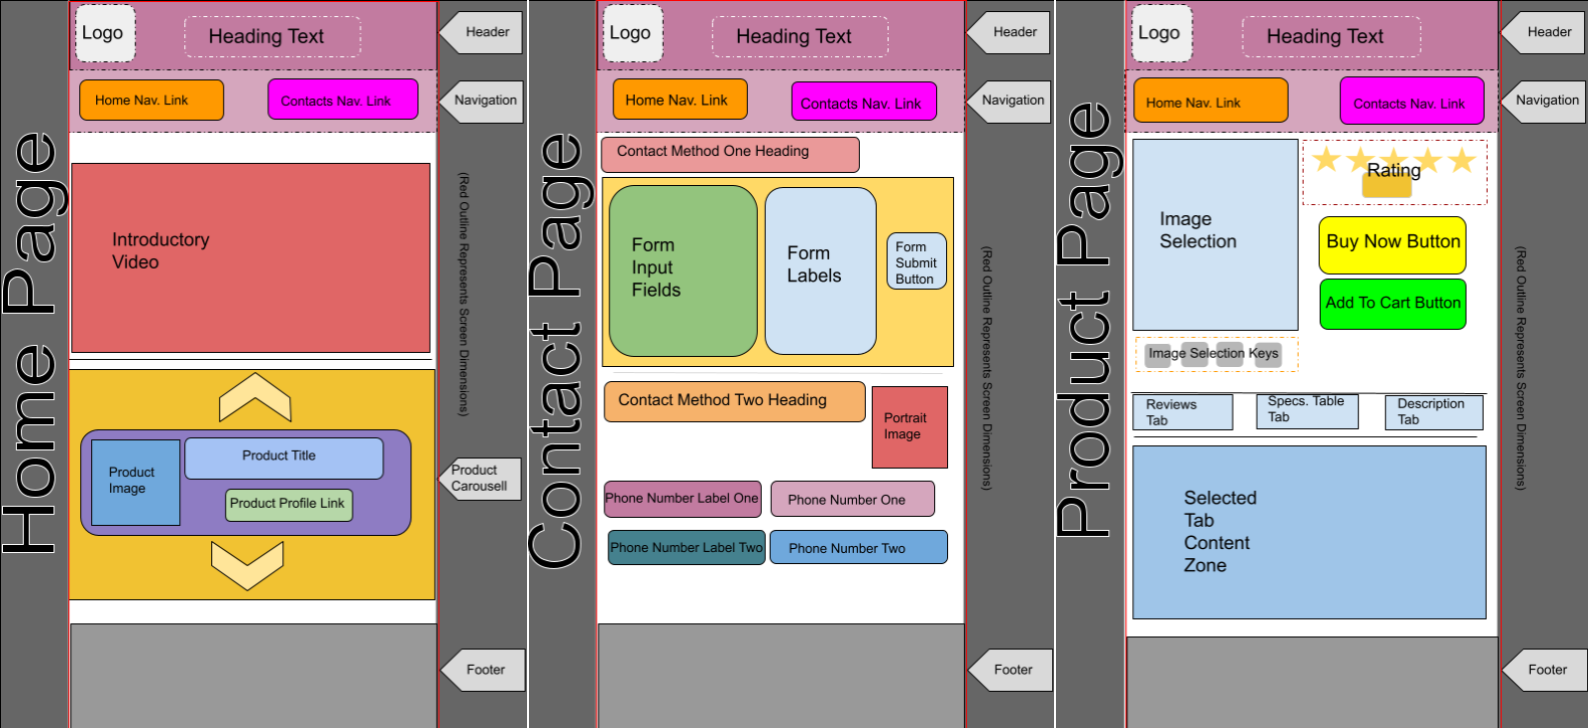 Home Page
Logo
Heading Text
Header
Home Nav. Link
Contacts Nav. Link
Navigation
(Red Outline Represents Screen Dimensions)
Introductory
Video
Product
Image
Product Title
Product Profile Link
Product
Carousell
Footer
Contact Page
Logo
Heading Text
Header
Home Nav. Link
Contacts Nav. Link
Navigation
(Red Outline Represents Screen Dimensions)
Contact Method One Heading
Form
Input
Fields
Form
Labels
Form
Submit
Button
Contact Method Two Heading
Portrait
Image
Phone Number Label One
Phone Number One
Phone Number Label Two
Phone Number Two
Footer
Product Page
Logo
Heading Text
Header
Home Nav. Link
Contacts Nav. Link
Navigation
(Red Outline Represents Screen Dimensions)
Image
Selection
Rating
Buy Now Button
Add To Cart Button
Image Selection Keys
Reviews
Tab
Specs. Table
Tab
Description
Tab
Selected
Tab
Content
Zone
Footer